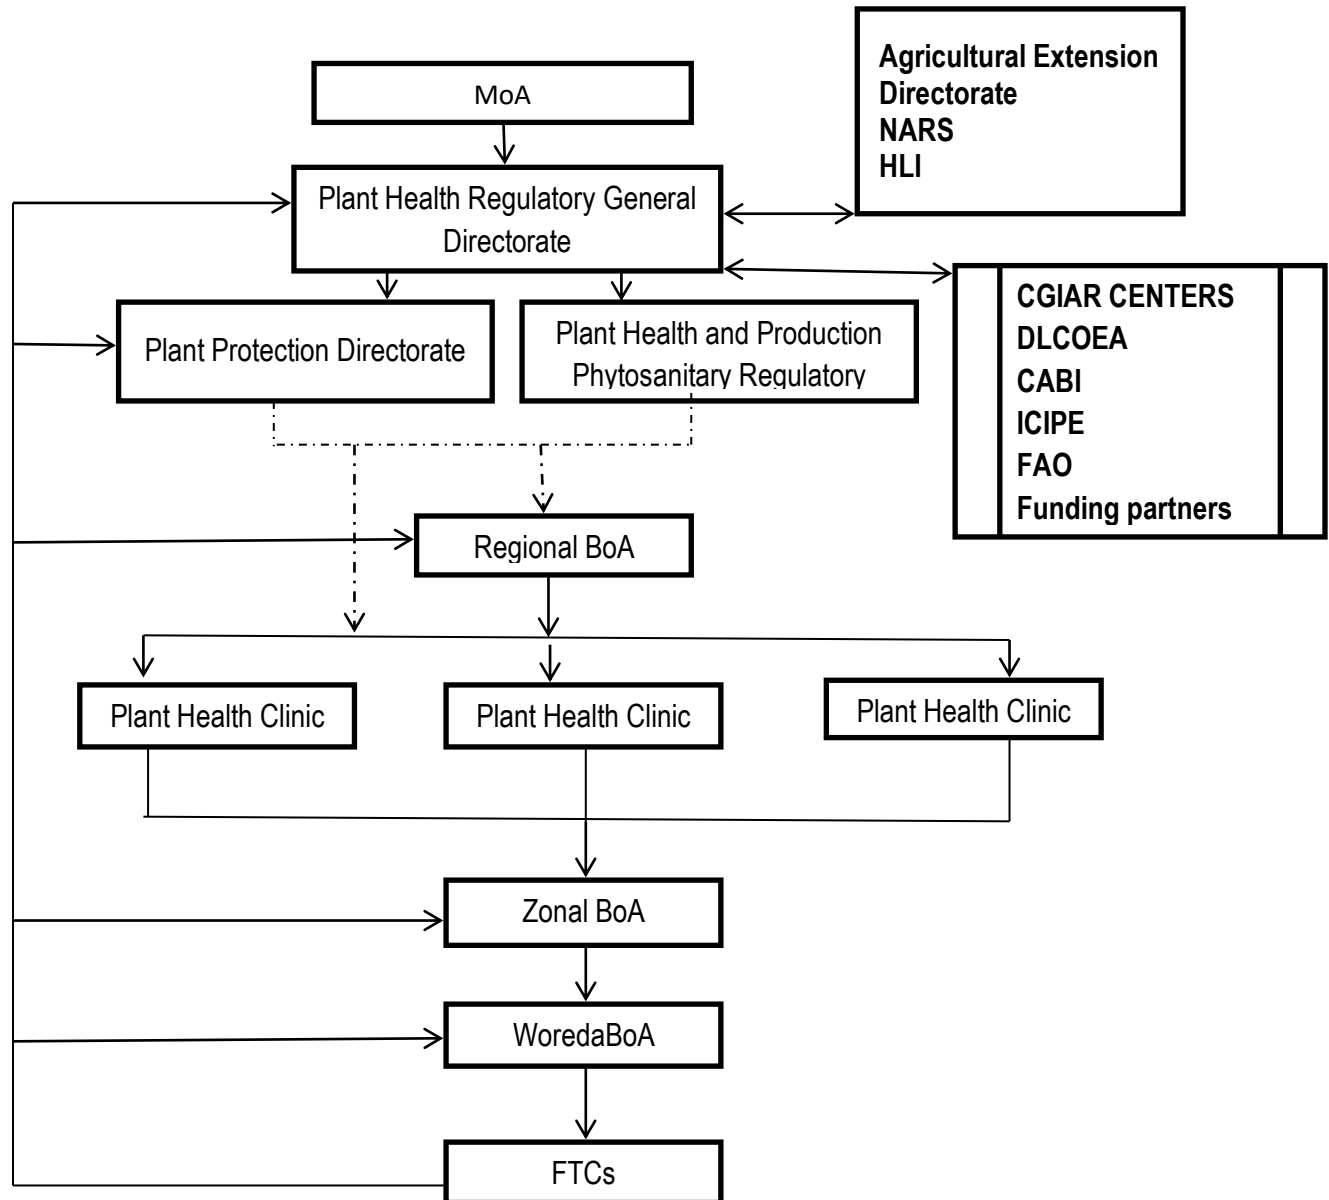 Agricultural Extension
Directorate
NARS
HLI
MoA
Plant Health Regulatory General
Directorate
CGIAR CENTERS
DLCOEA
CABI
ICIPE
FAO
Funding partners
Plant Protection Directorate
Plant Health and Production
Phytosanitary Regulatory
Regional BoA
Plant Health Clinic
Plant Health Clinic
Plant Health Clinic
Zonal BoA
WoredaBoA
FTCs